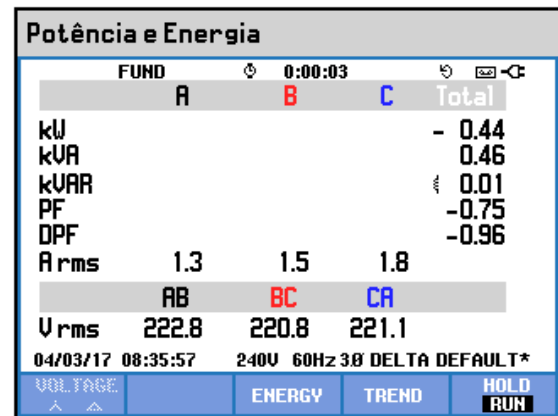 Potência e Energia
FUND 0:00:03
A B C Total
kW - 0.44
kVA 0.46
kVAR 0.01
PF -0.75
DPF -0.96
A rms 1.3 1.5 1.8
AB BC CA
V rms 222.8 220.8 221.1
04/03/17 08:35:57 240V 60Hz 3Ø DELTA DEFAULT*
VOLTAGE ENERGY TREND HOLD
RUN